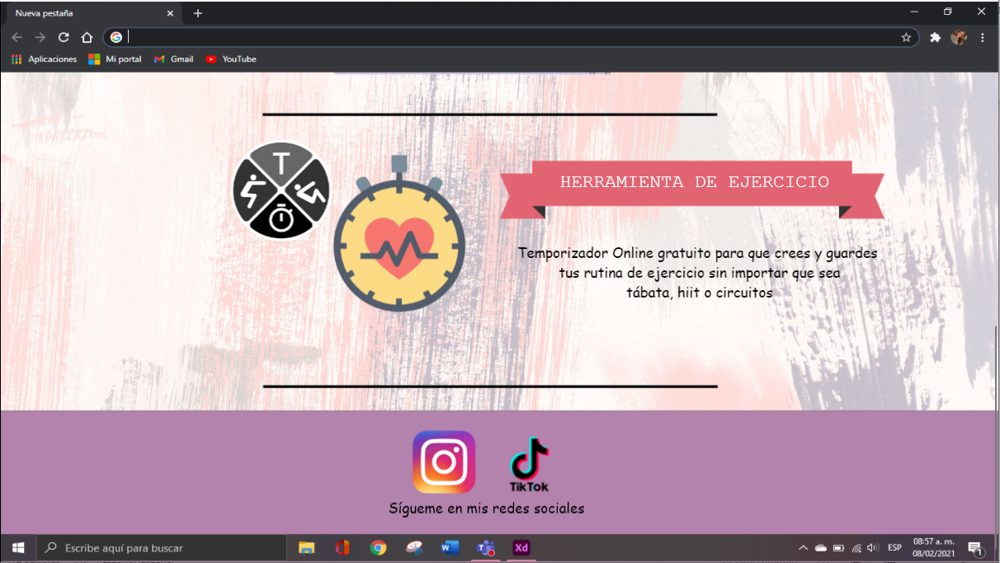 Nueva pestaña
Aplicaciones
Mi portal
Gmail
YouTube
T
HERRAMIENTA DE EJERCICIO
Temporizador Online gratuito para que crees y guardes
tus rutina de ejercicio sin importar que sea
tábata, hiit o circuitos
TikTok
Sígueme en mis redes sociales
Escribe aquí para buscar
W
T
Xd
ESP
08:57 a. m.
08/02/2021
1